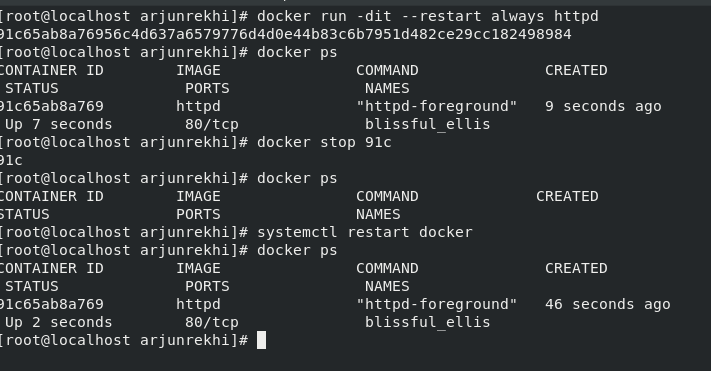 [root@localhost arjunrekhi]# docker run -dit --restart always httpd
91c65ab8a76956c4d637a6579776d4d0e44b83c6b7951d482ce29cc182498984
[root@localhost arjunrekhi]# docker ps
CONTAINER ID        IMAGE               COMMAND              CREATED
 STATUS              PORTS               NAMES
91c65ab8a769        httpd               "httpd-foreground"   9 seconds ago
 Up 7 seconds        80/tcp              blissful_ellis
[root@localhost arjunrekhi]# docker stop 91c
91c
[root@localhost arjunrekhi]# docker ps
CONTAINER ID        IMAGE               COMMAND             CREATED
STATUS              PORTS               NAMES
[root@localhost arjunrekhi]# systemctl restart docker
[root@localhost arjunrekhi]# docker ps
CONTAINER ID        IMAGE               COMMAND              CREATED
 STATUS              PORTS               NAMES
91c65ab8a769        httpd               "httpd-foreground"   46 seconds ago
 Up 2 seconds        80/tcp              blissful_ellis
[root@localhost arjunrekhi]#